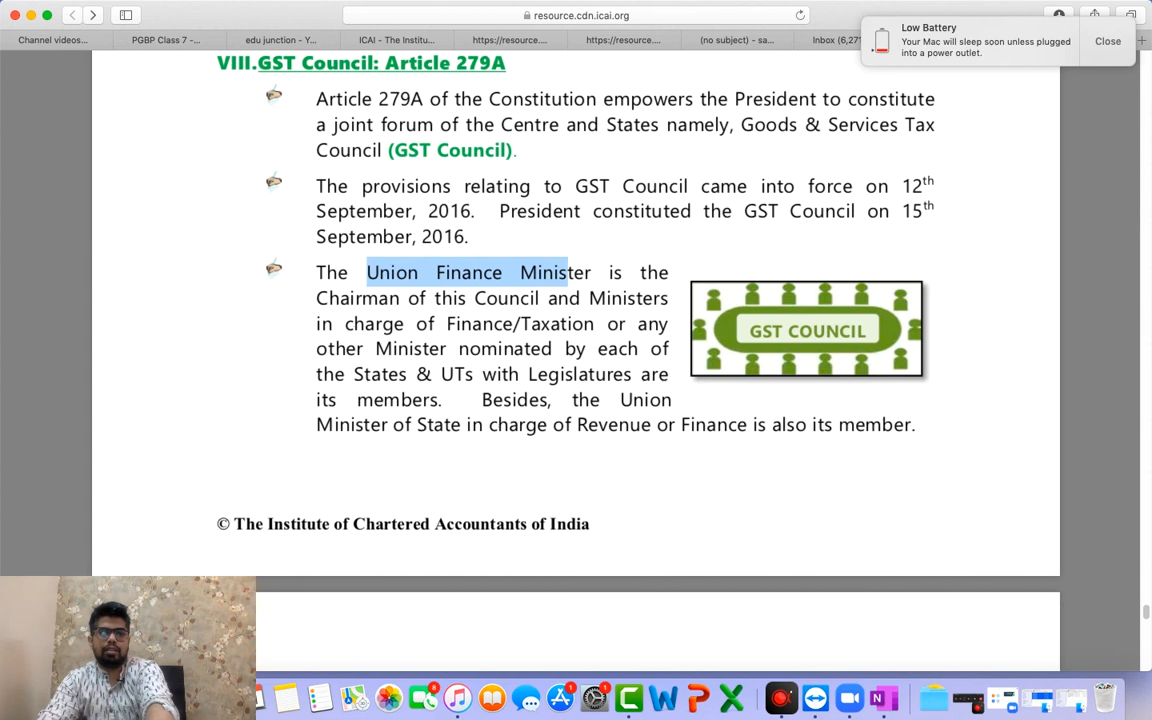 resource.cdn.icai.org
Low Battery
Your Mac will sleep soon unless plugged
into a power outlet.
Close
Channel videos...
PGBP Class 7 -...
edu junction - Y...
ICAI - The Institu...
https://resource....
https://resource....
(no subject) - sa...
Inbox (6,271
VIII.GST Council: Article 279A
Article 279A of the Constitution empowers the President to constitute
a joint forum of the Centre and States namely, Goods & Services Tax
Council (GST Council).
The provisions relating to GST Council came into force on 12th
September, 2016. President constituted the GST Council on 15th
September, 2016.
The Union Finance Minister is the
Chairman of this Council and Ministers
in charge of Finance/Taxation or any
other Minister nominated by each of
the States & UTs with Legislatures are
its members. Besides, the Union
Minister of State in charge of Revenue or Finance is also its member.
GST COUNCIL
© The Institute of Chartered Accountants of India